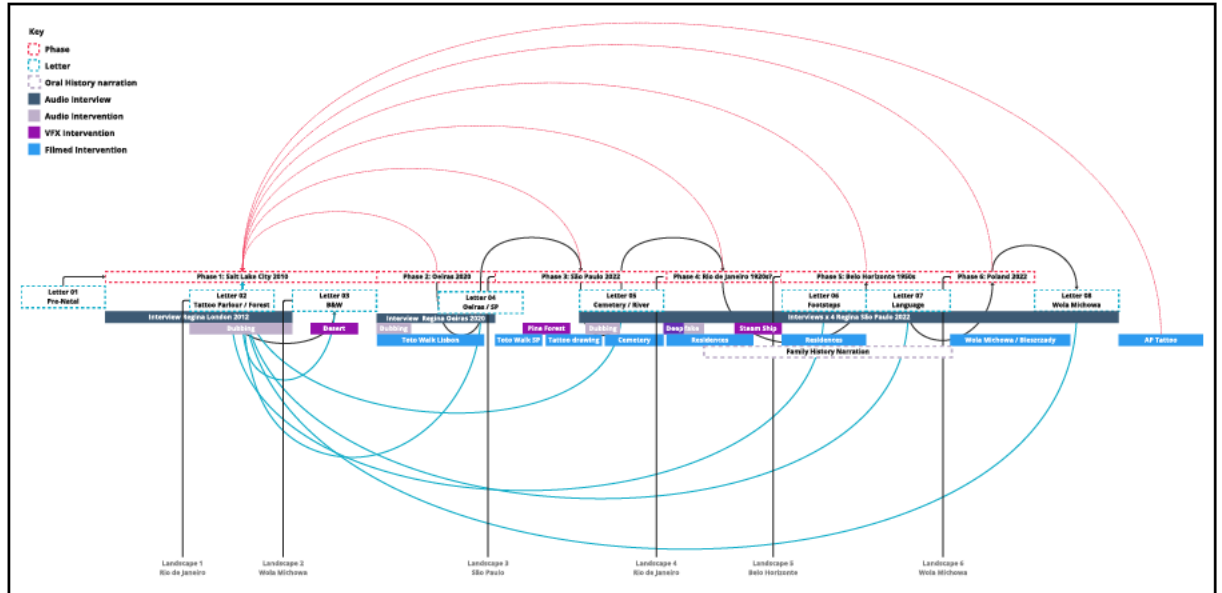 Key
Phase
Letter
Oral History narration
Audio Interview
Audio Intervention
VFX Intervention
Filmed Intervention
Phase 1: Salt Lake City 2010
Phase 2: Oeiras 2020
Phase 3: São Paulo 2022
Phase 4: Rio de Janeiro 1920s?
Phase 5: Belo Horizonte 1950s
Phase 6: Poland 2022
Letter 01
Pre-Natal
Letter 02
Tattoo Parlour / Forest
Letter 03
B&W
Letter 04
Oeiras / SP
Letter 05
Cemetery / River
Letter 06
Footsteps
Letter 07
Language
Letter 08
Wola Michowa
Interview Regina London 2012
Interview Regina Oeiras 2020
Interviews x 4 Regina São Paulo 2022
Dubbing
Desert
Dubbing
Pine Forest
Dubbing
Deep fake
Steam Ship
Teto Walk Lisbon
Teto Walk SP
Tattoo drawing
Cemetery
Residences
Residences
Wola Michowa / Bieszczady
AF Tattoo
Family History Narration
Landscape 1
Rio de Janeiro
Landscape 2
Wola Michowa
Landscape 3
São Paulo
Landscape 4
Rio de Janeiro
Landscape 5
Belo Horizonte
Landscape 6
Wola Michowa